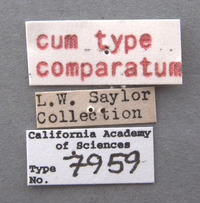 cum type
comparatum
L.W. Saylor
Collection
California Academy
of Sciences
Type
No. 7959